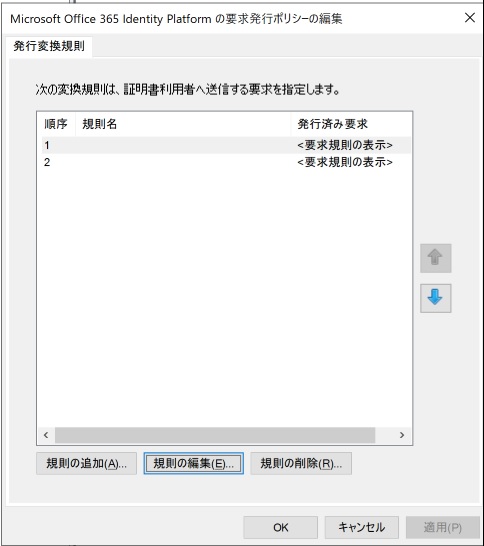 Microsoft Office 365 Identity Platform の要求発行ポリシーの編集
発行変換規則
次の変換規則は、証明書利用者へ送信する要求を指定します。
順序 規則名 発行済み要求
1 <要求規則の表示>
2 <要求規則の表示>
規則の追加(A)... 規則の編集(E)... 規則の削除(R)...
OK キャンセル 適用(P)